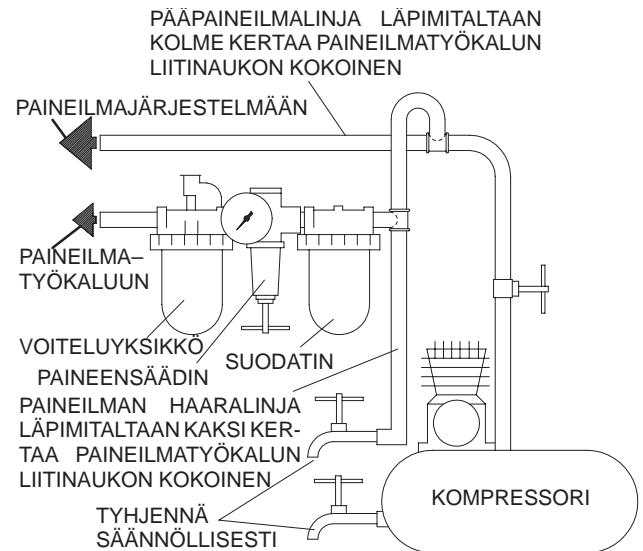 PÄÄPAINEILMALINJA LÄPIMITALTAAN
KOLME KERTAA PAINEILMATYÖKALUN
LIITINAUKON KOKOINEN
PAINEILMAJÄRJESTELMÄÄN
PAINEILMA–
TYÖKALUUN
VOITELUYKSIKKÖ
SUODATIN
PAINEENSÄÄDIN
PAINEILMAN HAARALINJA
LÄPIMITALTAAN KAKSI KER-
TAA PAINEILMATYÖKALUN
LIITINAUKON KOKOINEN
KOMPRESSORI
TYHJENNÄ
SÄÄNNÖLLISESTI